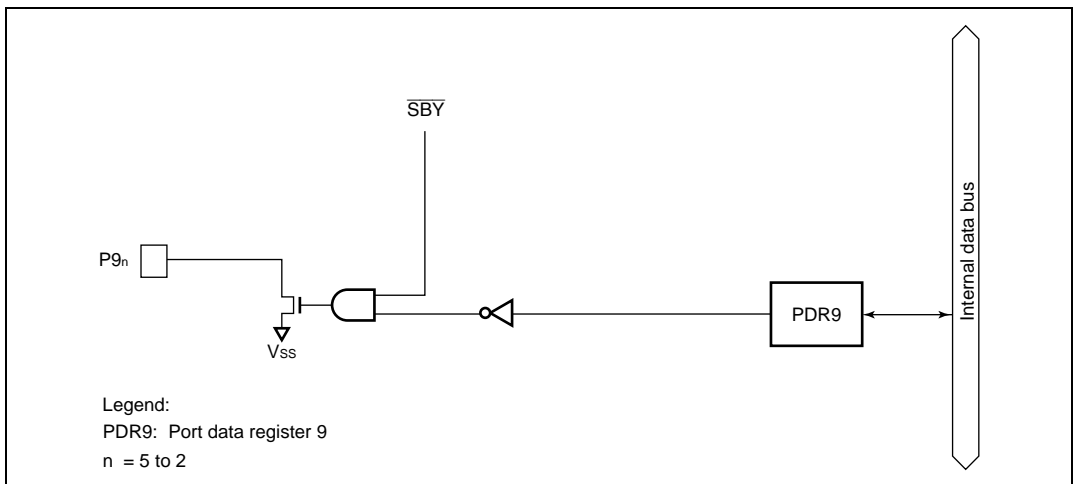 SBY
P9n
VSS
PDR9
Internal data bus
Legend:
PDR9: Port data register 9
n = 5 to 2